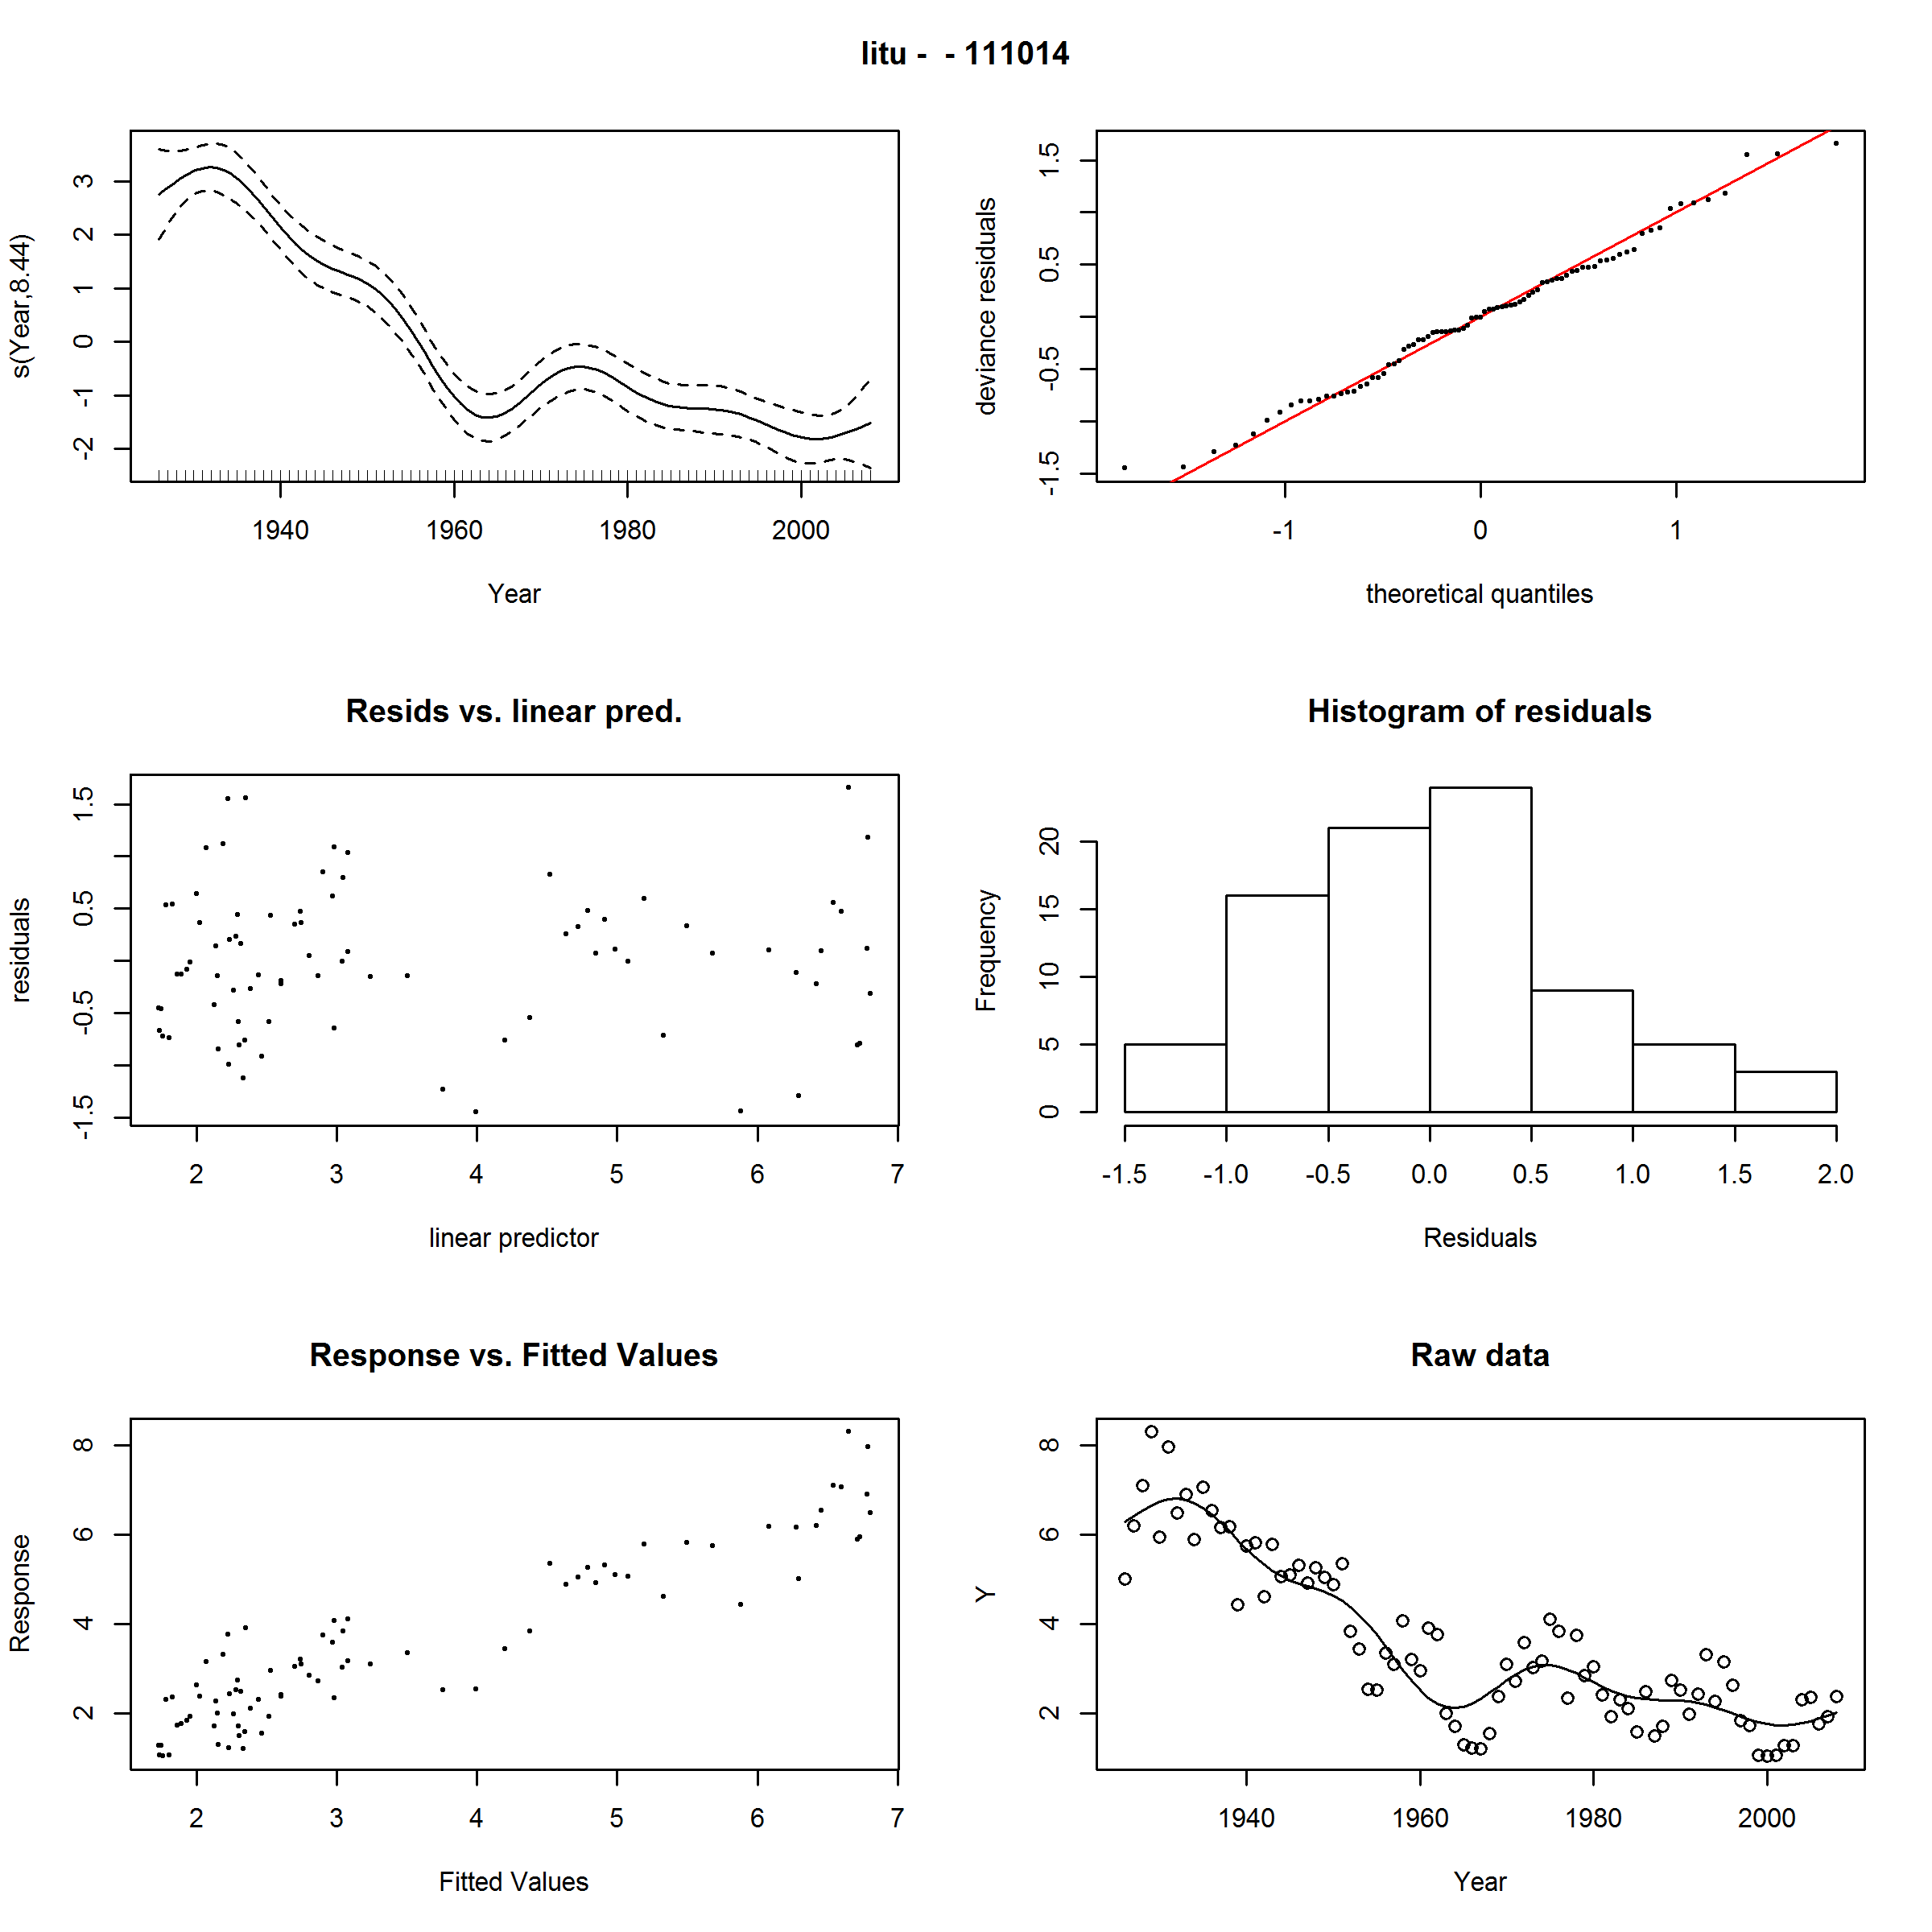 litu -  - 111014
s(Year,8.44)
3
2
1
0
-1
-2
1940 1960 1980 2000
Year
deviance residuals
1.5
0.5
-0.5
-1.5
-1 0 1
theoretical quantiles
Resids vs. linear pred.
residuals
1.5
0.5
-0.5
-1.5
2 3 4 5 6 7
linear predictor
Histogram of residuals
Frequency
20
15
10
5
0
-1.5 -1.0 -0.5 0.0 0.5 1.0 1.5 2.0
Residuals
Response vs. Fitted Values
Response
8
6
4
2
2 3 4 5 6 7
Fitted Values
Raw data
Y
8
6
4
2
1940 1960 1980 2000
Year